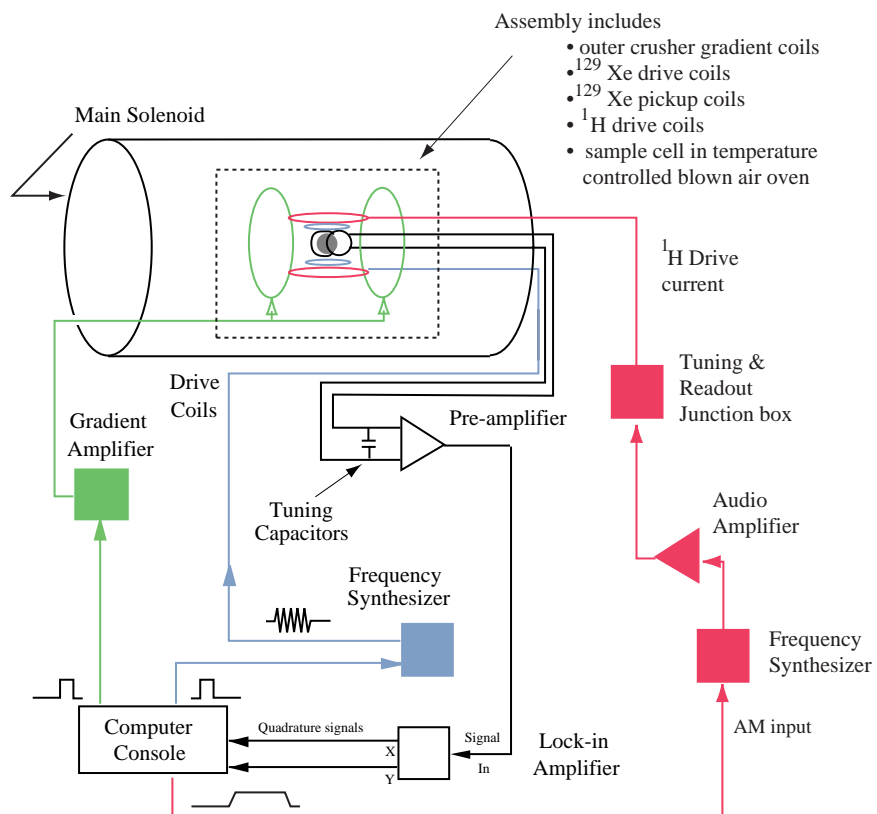 Assembly includes
• outer crusher gradient coils
• 129 Xe drive coils
• 129 Xe pickup coils
• 1H drive coils
• sample cell in temperature
controlled blown air oven
Main Solenoid
1H Drive
current
Drive
Coils
Tuning &
Readout
Junction box
Pre-amplifier
Gradient
Amplifier
Tuning
Capacitors
Audio
Amplifier
Frequency
Synthesizer
Frequency
Synthesizer
AM input
Computer
Console
Quadrature signals
X
Y
Signal
In
Lock-in
Amplifier